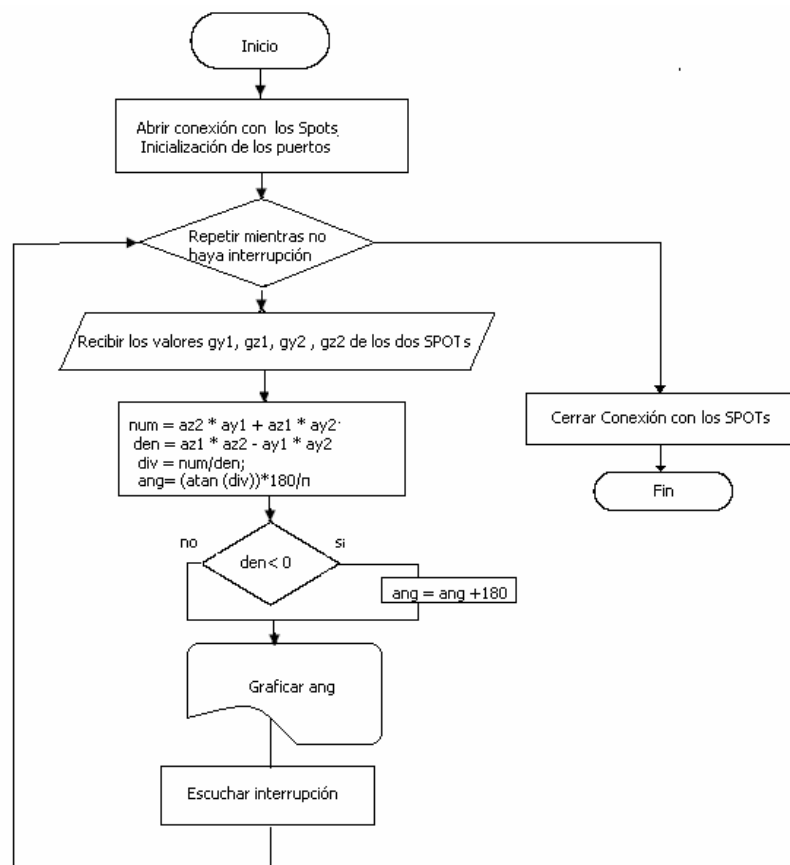 Inicio
Abrir conexión con los Spots
Inicialización de los puertos
Repetir mientras no
haya interrupción
Recibir los valores gy1, gz1, gy2 , gz2 de los dos SPOTs
num = az2 * ay1 + az1 * ay2
den = az1 * az2 - ay1 * ay2
div = num/den;
ang= (atan (div))*180/π
Cerrar Conexión con los SPOTs
Fin
no
si
den< 0
ang = ang +180
Graficar ang
Escuchar interrupción